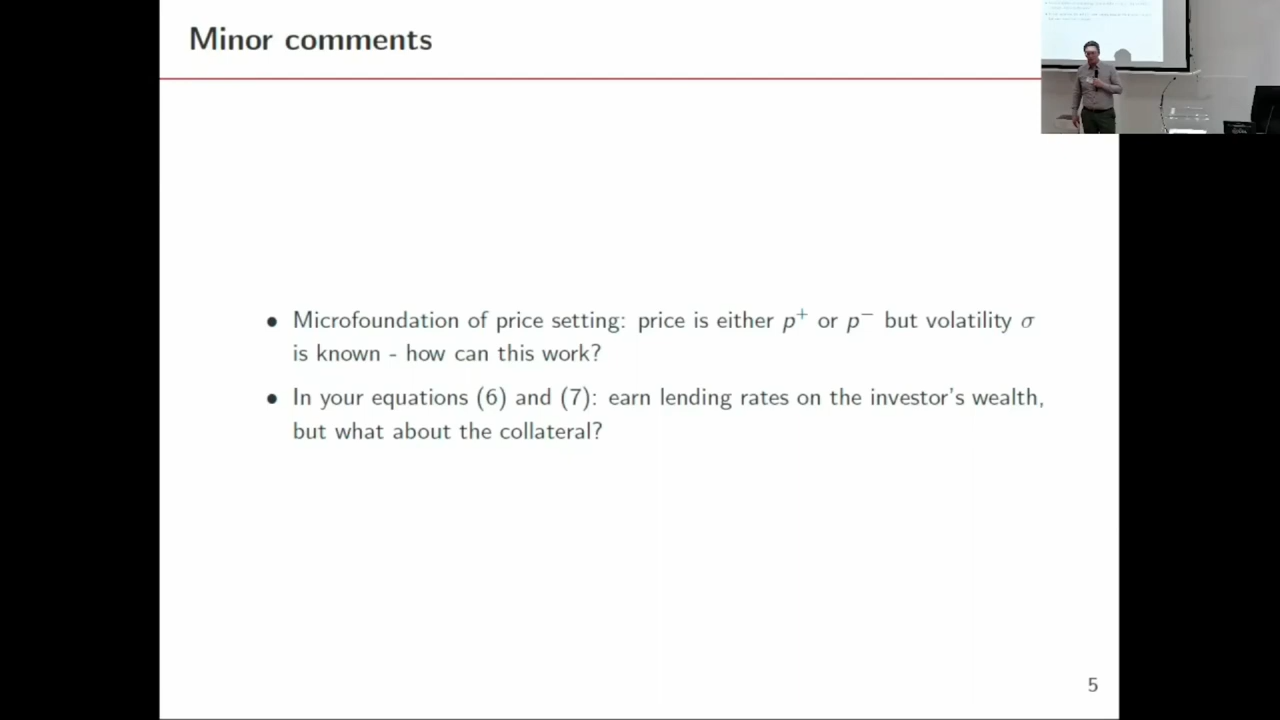 Minor comments
• Microfoundation of price setting: price is either p⁺ or p⁻ but volatility σ
is known - how can this work?
• In your equations (6) and (7): earn lending rates on the investor's wealth,
but what about the collateral?
5